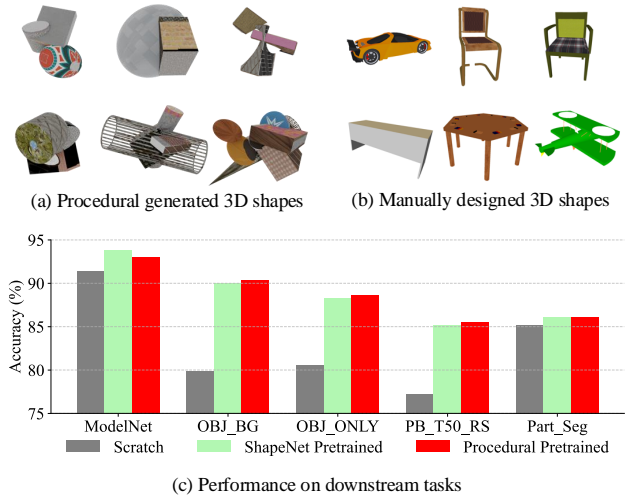 (a) Procedural generated 3D shapes
(b) Manually designed 3D shapes
95
90
85
80
75
Accuracy (%)
ModelNet
OBJ_BG
OBJ_ONLY
PB_T50_RS
Part_Seg
Scratch
ShapeNet Pretrained
Procedural Pretrained
(c) Performance on downstream tasks